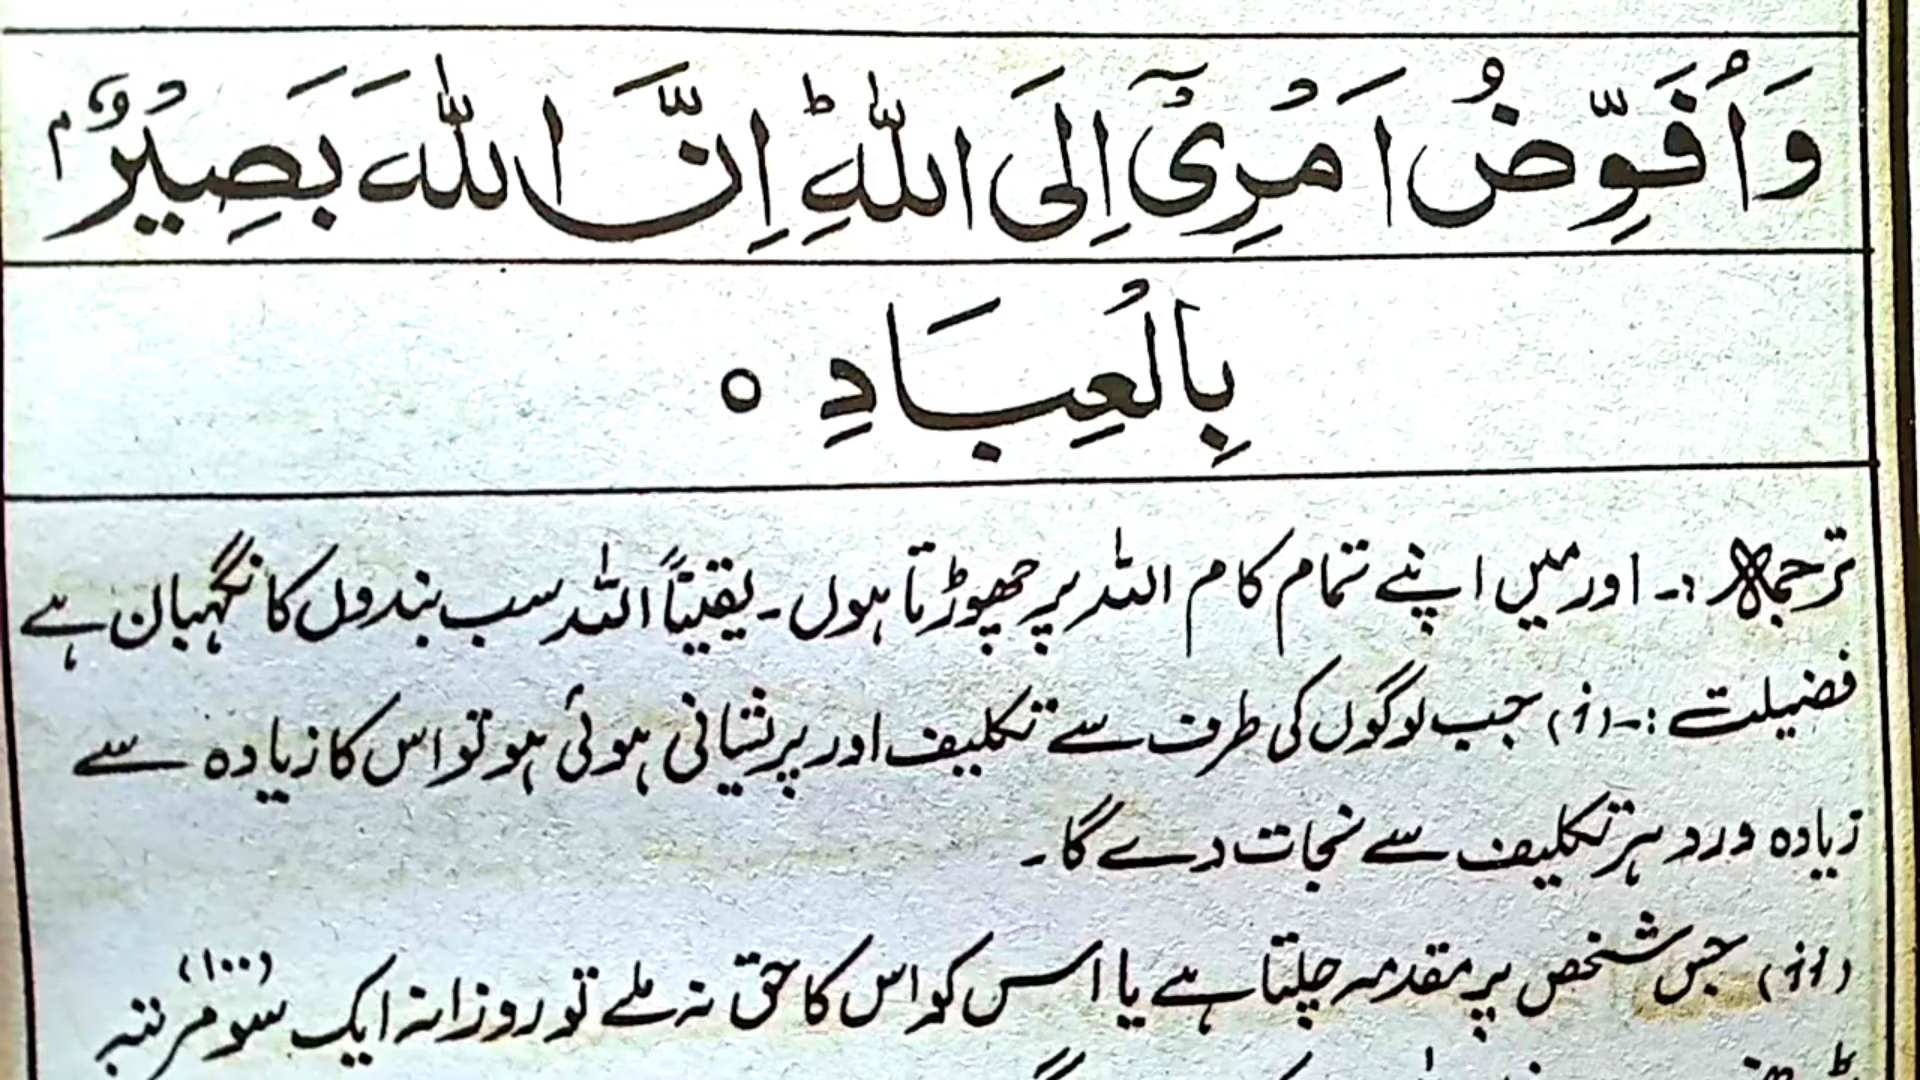 وَاُفَوِّضُ اَمْرِیْۤ اِلَی اللّٰهِ ؕ اِنَّ اللّٰهَ بَصِیْرٌۢ
بِالْعِبَادِ ○
ترجمہ :۔ اور میں اپنے تمام کام اللہ پر چھوڑتا ہوں۔ یقیناً اللہ سب بندوں کا نگہبان ہے
فضیلت :۔ (i) جب لوگوں کی طرف سے تکلیف اور پریشانی ہوئی ہو تو اس کا زیادہ سے
زیادہ ورد ہر تکلیف سے نجات دے گا۔
(ii) جس شخص پر مقدمہ چلتا ہے یا اس کو اس کا حق نہ ملے تو روزانہ ایک سو مرتبہ (۱۰۰)